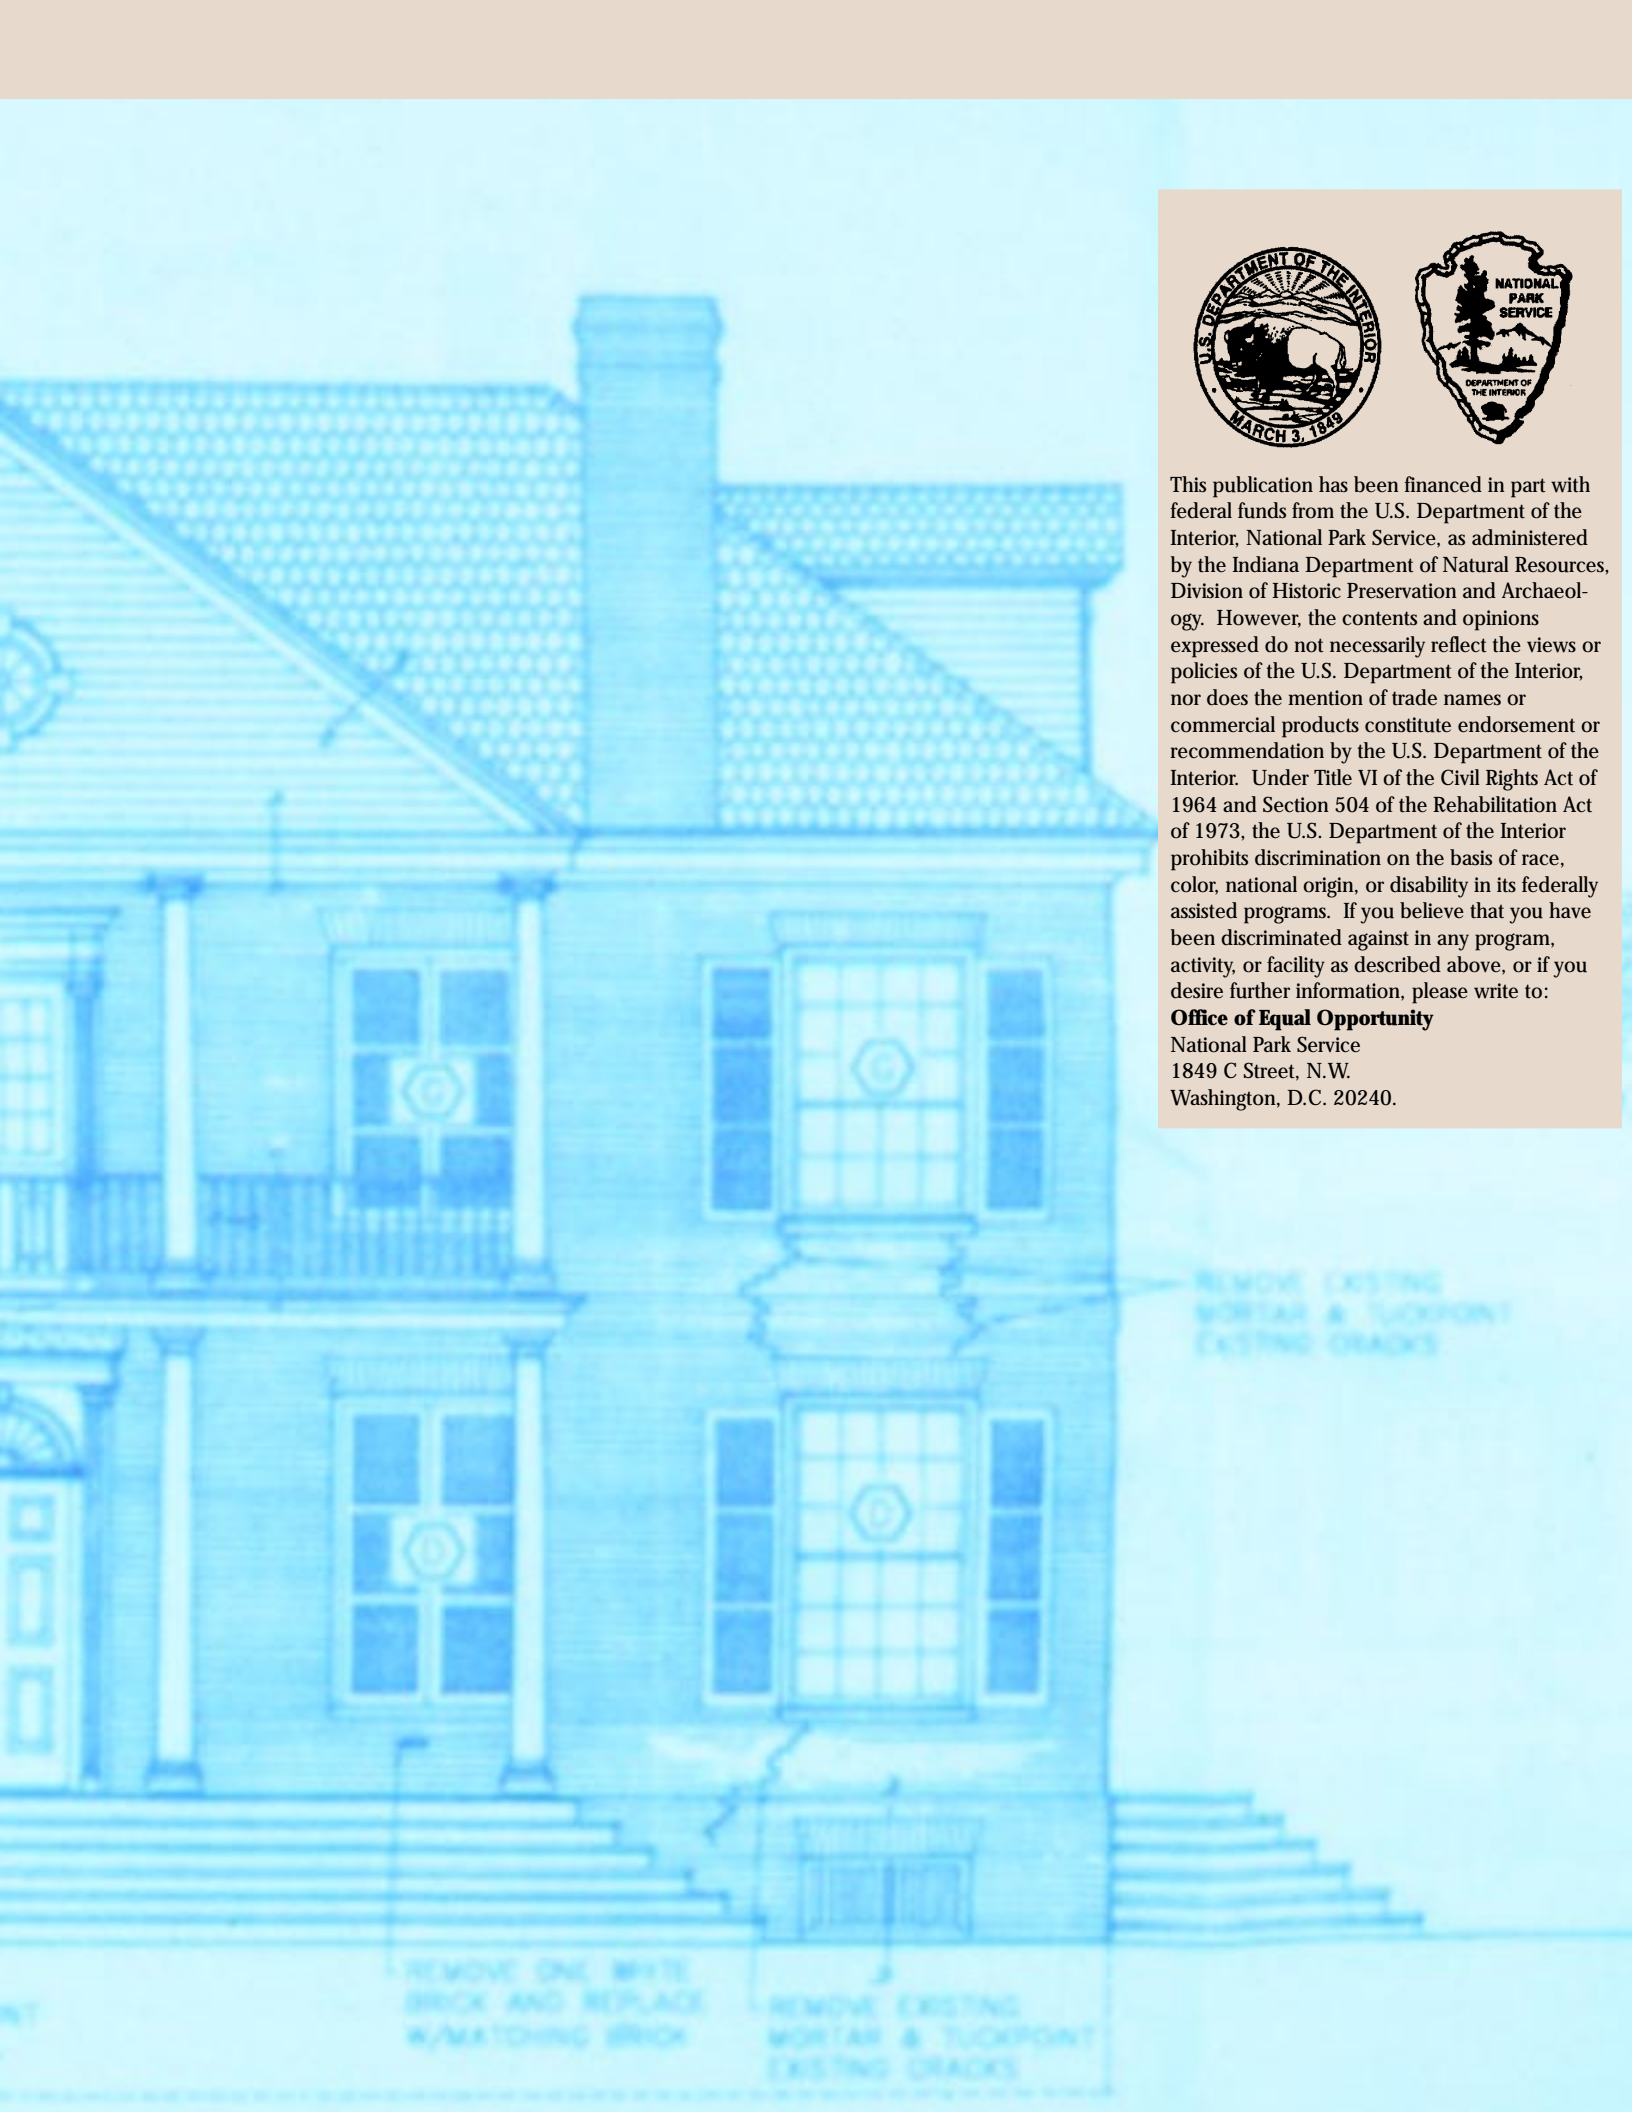 U.S. DEPARTMENT OF THE INTERIOR
MARCH 3, 1849
NATIONAL
PARK
SERVICE
DEPARTMENT OF
THE INTERIOR
This publication has been financed in part with
federal funds from the U.S. Department of the
Interior, National Park Service, as administered
by the Indiana Department of Natural Resources,
Division of Historic Preservation and Archaeol-
ogy.  However, the contents and opinions
expressed do not necessarily reflect the views or
policies of the U.S. Department of the Interior,
nor does the mention of trade names or
commercial products constitute endorsement or
recommendation by the U.S. Department of the
Interior.  Under Title VI of the Civil Rights Act of
1964 and Section 504 of the Rehabilitation Act
of 1973, the U.S. Department of the Interior
prohibits discrimination on the basis of race,
color, national origin, or disability in its federally
assisted programs.  If you believe that you have
been discriminated against in any program,
activity, or facility as described above, or if you
desire further information, please write to:
Office of Equal Opportunity
National Park Service
1849 C Street, N.W.
Washington, D.C. 20240.
G
G
REMOVE EXISTING
MORTAR & TUCKPOINT
EXISTING CRACKS
D
D
REMOVE ONE WHITE
BRICK AND REPLACE
W/MATCHING BRICK
REMOVE EXISTING
MORTAR & TUCKPOINT
EXISTING CRACKS